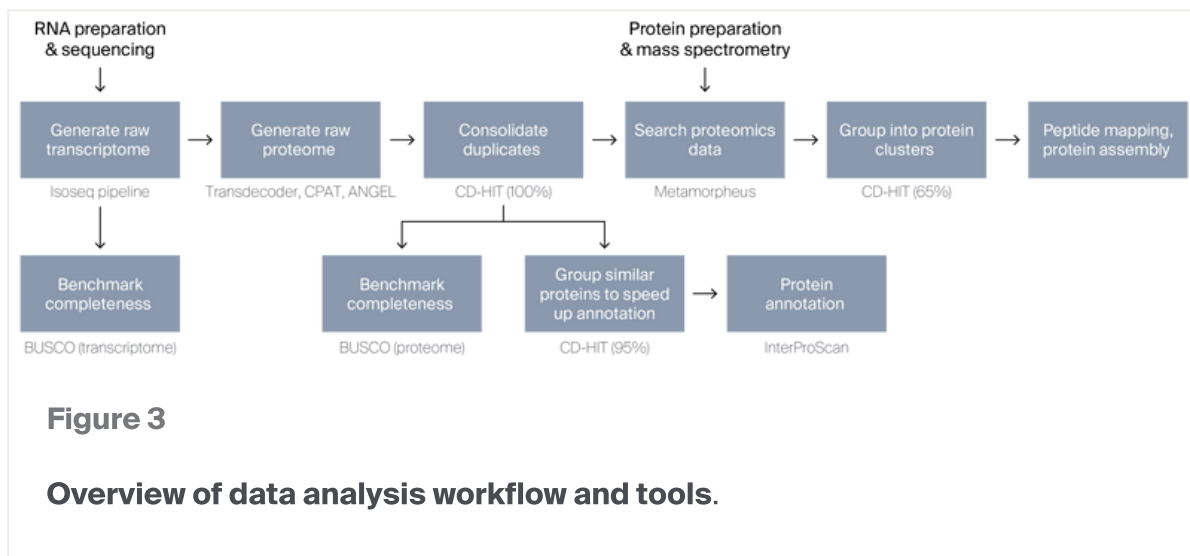 RNA preparation
& sequencing
Protein preparation
& mass spectrometry
Generate raw
transcriptome
Generate raw
proteome
Consolidate
duplicates
Search proteomics
data
Group into protein
clusters
Peptide mapping,
protein assembly
Isoseq pipeline
Transdecoder, CPAT, ANGEL
CD-HIT (100%)
Metamorpheus
CD-HIT (65%)
Benchmark
completeness
Benchmark
completeness
Group similar
proteins to speed
up annotation
Protein
annotation
BUSCO (transcriptome)
BUSCO (proteome)
CD-HIT (95%)
InterProScan
Figure 3
Overview of data analysis workflow and tools.